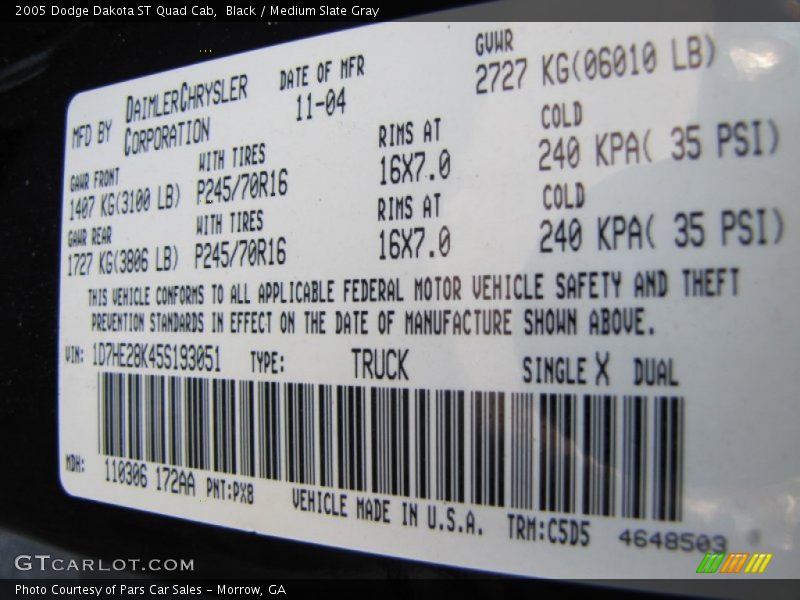 2005 Dodge Dakota ST Quad Cab,  Black / Medium Slate Gray
MFD BY DAIMLERCHRYSLER CORPORATION
DATE OF MFR 11-04
GVWR 2727 KG(06010 LB)
GAWR FRONT 1407 KG(3100 LB)
WITH TIRES P245/70R16
RIMS AT 16X7.0
COLD 240 KPA( 35 PSI)
GAWR REAR 1727 KG(3806 LB)
WITH TIRES P245/70R16
RIMS AT 16X7.0
COLD 240 KPA( 35 PSI)
THIS VEHICLE CONFORMS TO ALL APPLICABLE FEDERAL MOTOR VEHICLE SAFETY AND THEFT
PREVENTION STANDARDS IN EFFECT ON THE DATE OF MANUFACTURE SHOWN ABOVE.
VIN: 1D7HE28K45S193051 TYPE: TRUCK SINGLE X DUAL
MDH: 110306 172AA PNT:PX8 VEHICLE MADE IN U.S.A. TRM:C5D5 4648503
GTCARLOT.COM
Photo Courtesy of Pars Car Sales - Morrow, GA